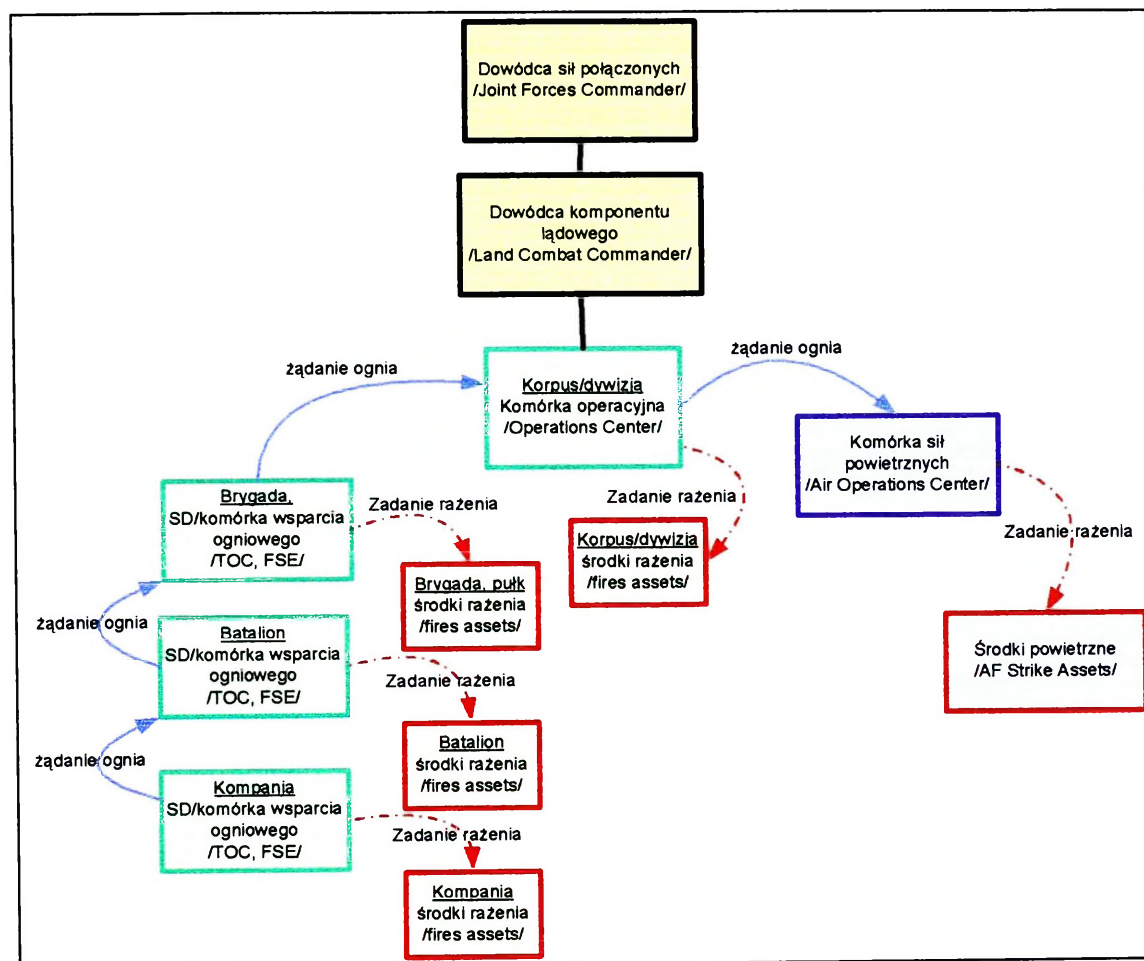 Dowódca sił połączonych
/Joint Forces Commander/
Dowódca komponentu
lądowego
/Land Combat Commander/
żądanie ognia
żądanie ognia
Korpus/dywizja
Komórka operacyjna
/Operations Center/
Komórka sił
powietrznych
/Air Operations Center/
Brygada,
SD/komórka wsparcia
ogniowego
/TOC, FSE/
Zadanie rażenia
Zadanie rażenia
Zadanie rażenia
Korpus/dywizja
środki rażenia
/fires assets/
Brygada, pułk
środki rażenia
/fires assets/
żądanie ognia
Batalion
SD/komórka wsparcia
ogniowego
/TOC, FSE/
Środki powietrzne
/AF Strike Assets/
Zadanie rażenia
Batalion
środki rażenia
/fires assets/
żądanie ognia
Kompania
SD/komórka wsparcia
ogniowego
/TOC, FSE/
Zadanie rażenia
Kompania
środki rażenia
/fires assets/